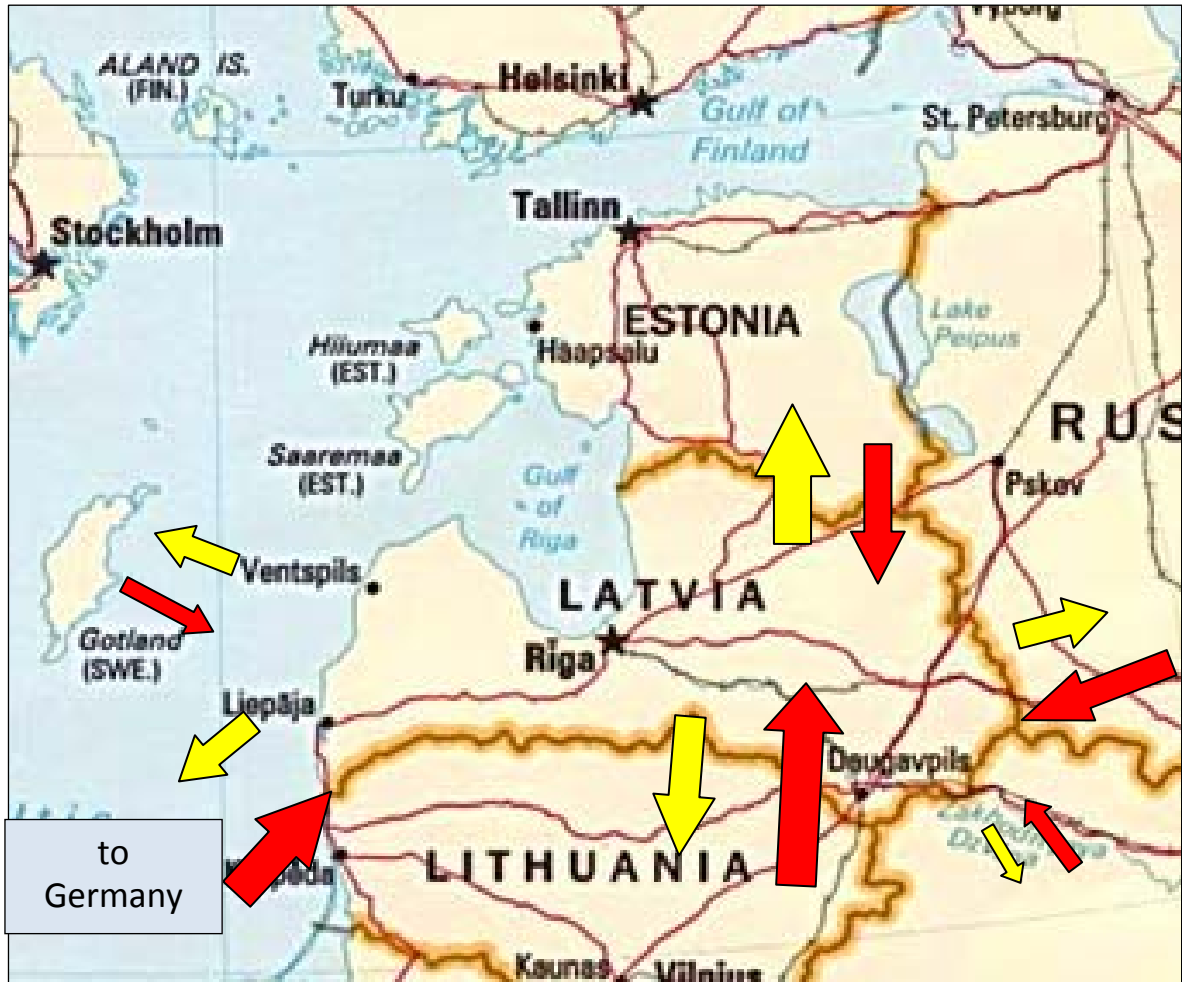 Vyborg
ALAND IS.
(FIN.)
Turku
Helsinki
Gulf of
Finland
St. Petersburg
Tallinn
Stockholm
ESTONIA
Lake
Peipus
Hiiumaa
(EST.)
Haapsalu
RUS
Saaremaa
(EST.)
Gulf
of
Riga
Pskov
Ventspils
LATVIA
Gotland
(SWE.)
Rīga
Liepāja
Daugavpils
to
Germany
LITHUANIA
Kaunas
Vilnius